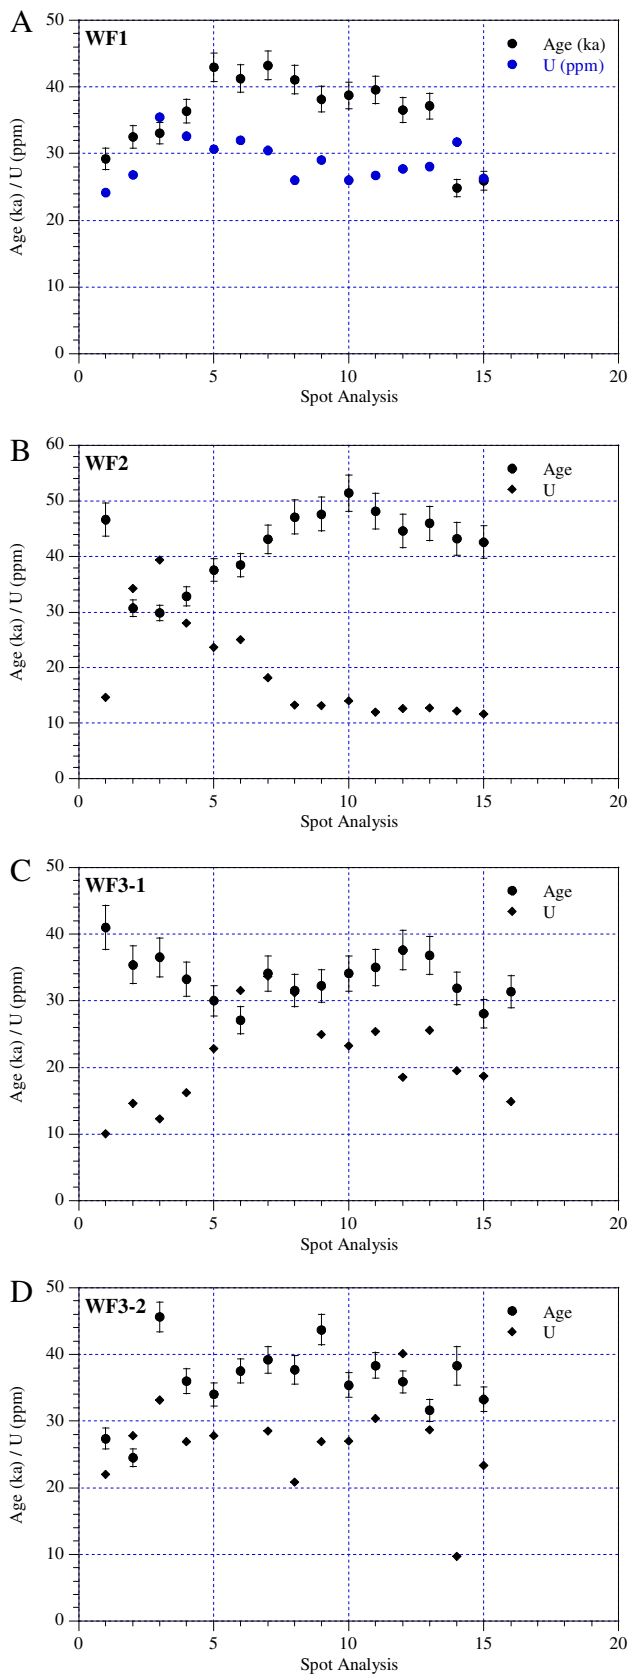 A
WF1
Age (ka)
U (ppm)
50
40
30
20
10
0
Age (ka) / U (ppm)
0 5 10 15 20
Spot Analysis
B
WF2
Age
U
60
50
40
30
20
10
0
Age (ka) / U (ppm)
0 5 10 15 20
Spot Analysis
C
WF3-1
Age
U
50
40
30
20
10
0
Age (ka) / U (ppm)
0 5 10 15 20
Spot Analysis
D
WF3-2
Age
U
50
40
30
20
10
0
Age (ka) / U (ppm)
0 5 10 15 20
Spot Analysis